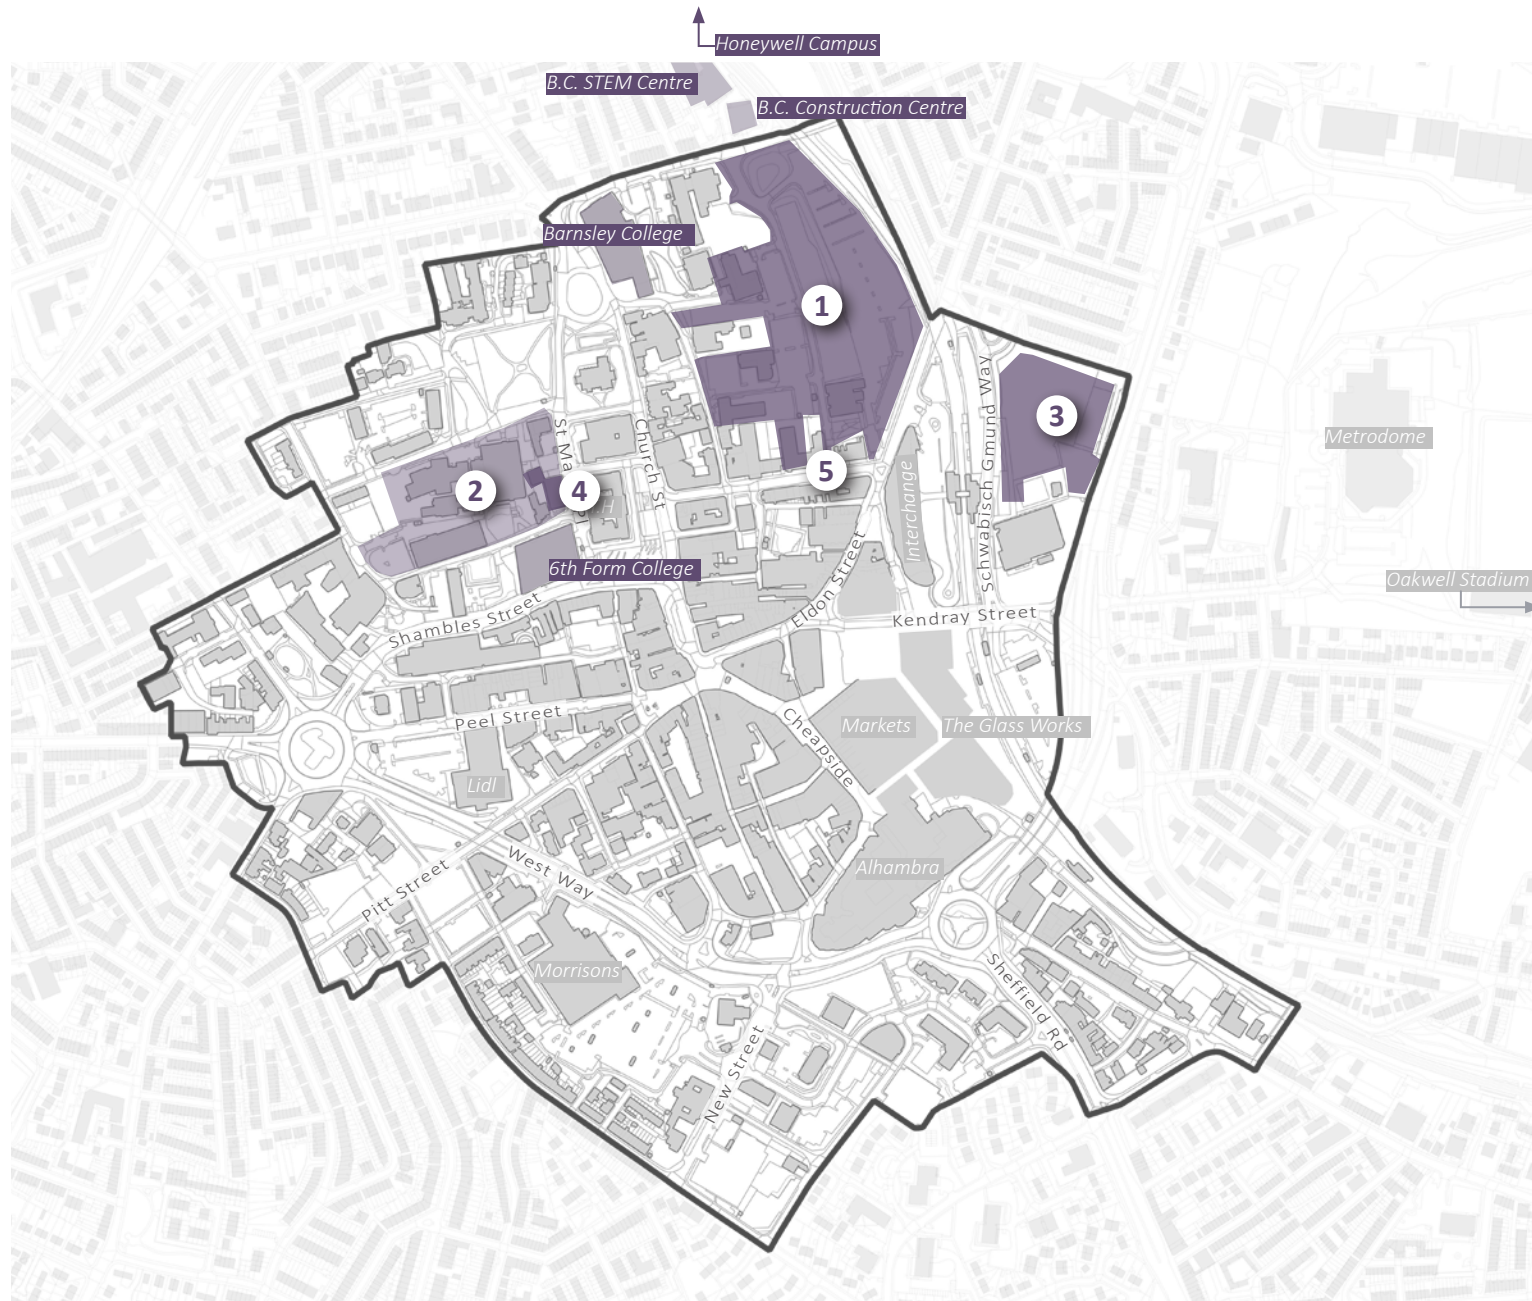 Honeywell Campus
B.C. STEM Centre
B.C. Construction Centre
Barnsley College
1
Schwabisch Gmund Way
3
Metrodome
Church St
5
2
4
H
Interchange
6th Form College
Oakwell Stadium
Eldon Street
Shambles Street
Kendray Street
Peel Street
Cheapside
Markets
The Glass Works
Lidl
West Way
Pitt Street
Alhambra
Morrisons
Sheffield Rd
New Street